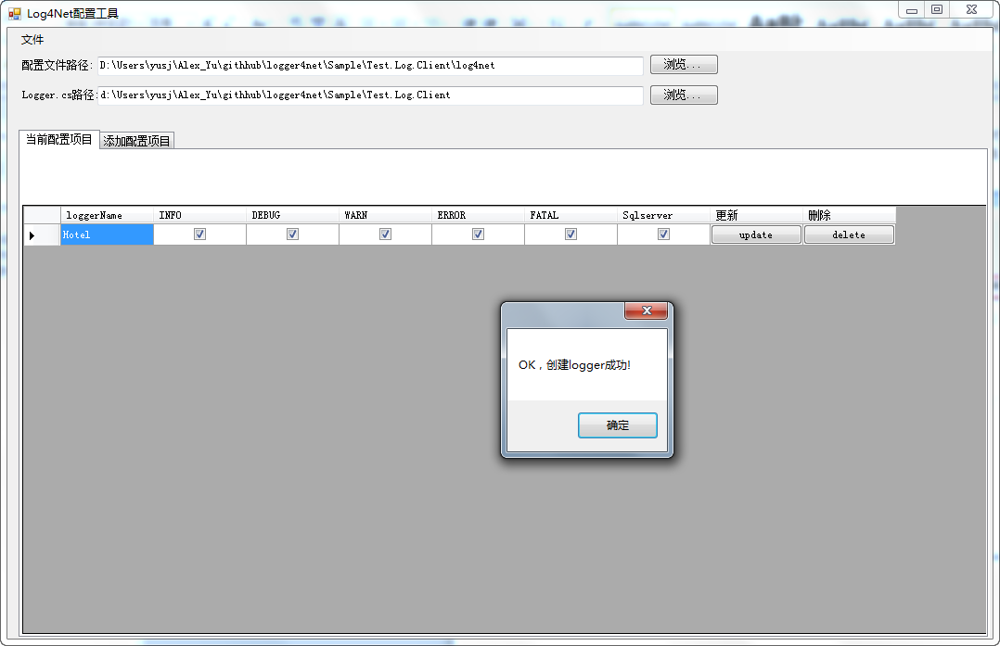 Log4Net配置工具
文件
配置文件路径: D:\Users\yusj\Alex_Yu\githhub\logger4net\Sample\Test.Log.Client\log4net 浏览...
Logger.cs路径: d:\Users\yusj\Alex_Yu\githhub\logger4net\Sample\Test.Log.Client 浏览...
当前配置项目 添加配置项目
loggerName INFO DEBUG WARN ERROR FATAL Sqlserver 更新 删除
Hotel update delete
OK，创建logger成功!
确定